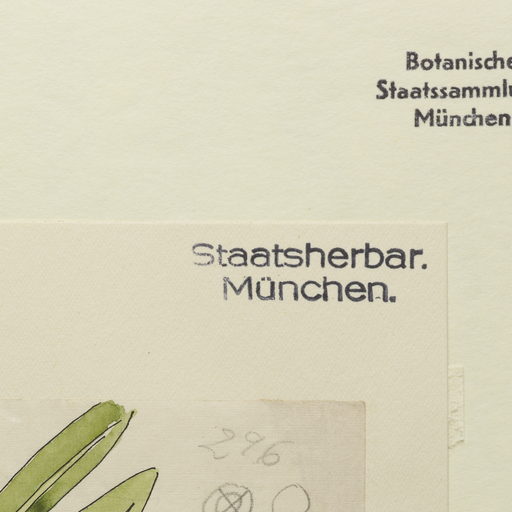 Botanische
Staatssammlu
München
Staatsherbar.
München.
296